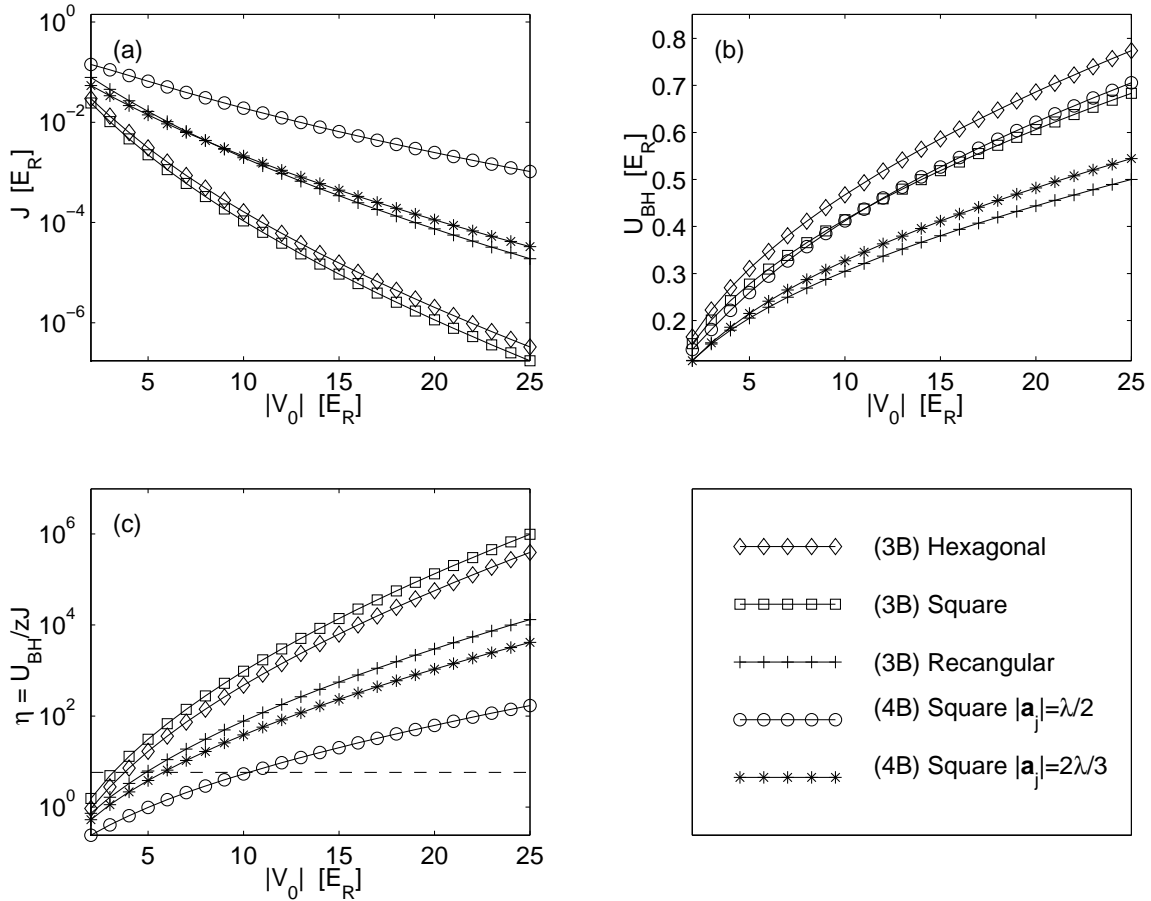 (a)
10^0
10^-2
10^-4
10^-6
J [E_R]
5 10 15 20 25
|V_0| [E_R]
(b)
0.8
0.7
0.6
0.5
0.4
0.3
0.2
U_BH [E_R]
5 10 15 20 25
|V_0| [E_R]
(c)
10^6
10^4
10^2
10^0
η = U_BH/zJ
5 10 15 20 25
|V_0| [E_R]
(3B) Hexagonal
(3B) Square
(3B) Recangular
(4B) Square |a_j|=λ/2
(4B) Square |a_j|=2λ/3